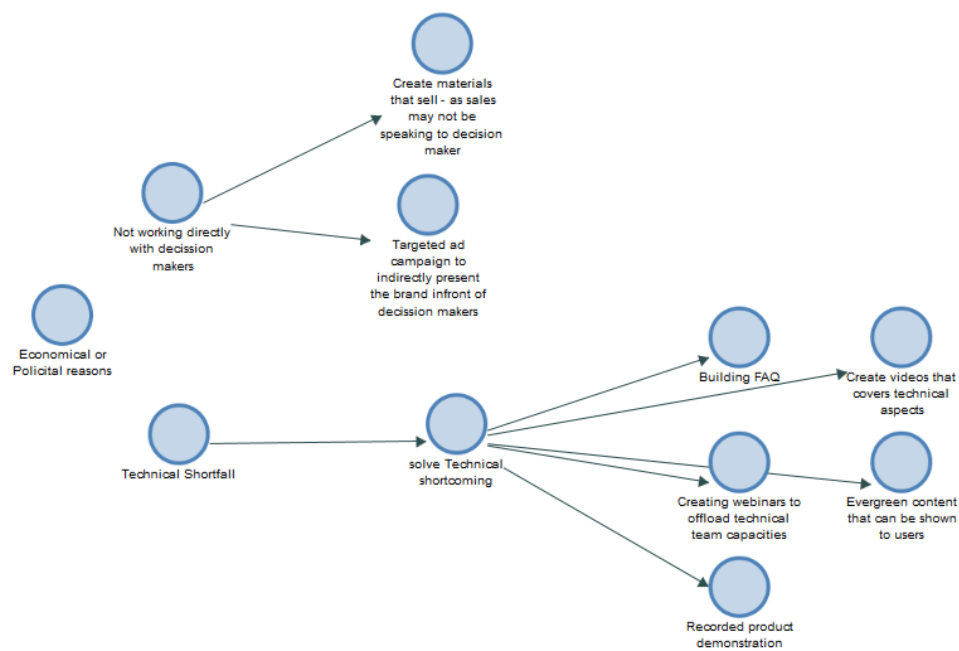 Create materials
that sell - as sales
may not be
speaking to decision
maker
Not working directly
with decission
makers
Targeted ad
campaign to
indirectly present
the brand infront of
decission makers
Economical or
Policital reasons
Building FAQ
Create videos that
covers technical
aspects
Technical Shortfall
solve Technical
shortcoming
Creating webinars to
offload technical
team capacities
Evergreen content
that can be shown
to users
Recorded product
demonstration